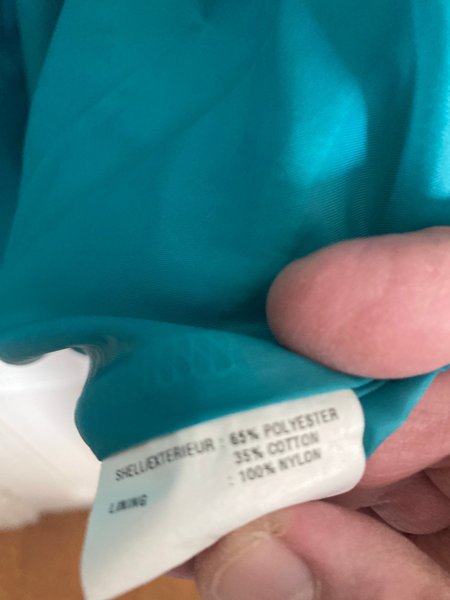 SHELL/EXTERIEUR : 65% POLYESTER
35% COTTON
LINING : 100% NYLON